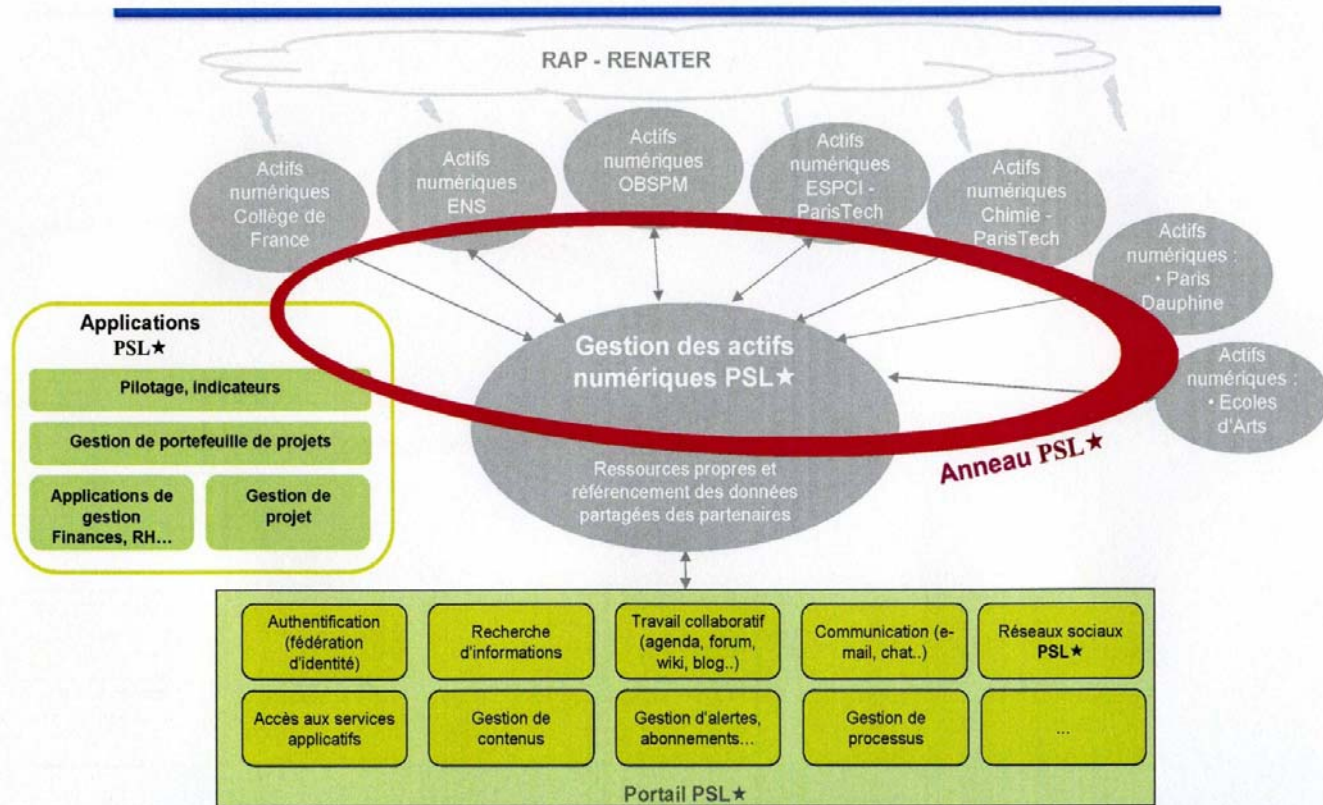 RAP - RENATER
Actifs
numériques
Collège de
France
Actifs
numériques
ENS
Actifs
numériques
OBSPM
Actifs
numériques
ESPCI -
ParisTech
Actifs
numériques
Chimie -
ParisTech
Actifs
numériques :
• Paris
Dauphine
Actifs
numériques :
• Ecoles
d'Arts
Applications
PSL★
Pilotage, indicateurs
Gestion de portefeuille de projets
Applications de
gestion
Finances, RH...
Gestion de
projet
Gestion des actifs
numériques PSL★
Ressources propres et
référencement des données
partagées des partenaires
Anneau PSL★
Authentification
(fédération
d'identité)
Recherche
d'informations
Travail collaboratif
(agenda, forum,
wiki, blog..)
Communication (e-
mail, chat..)
Réseaux sociaux
PSL★
Accès aux services
applicatifs
Gestion de
contenus
Gestion d'alertes,
abonnements...
Gestion de
processus
...
Portail PSL★